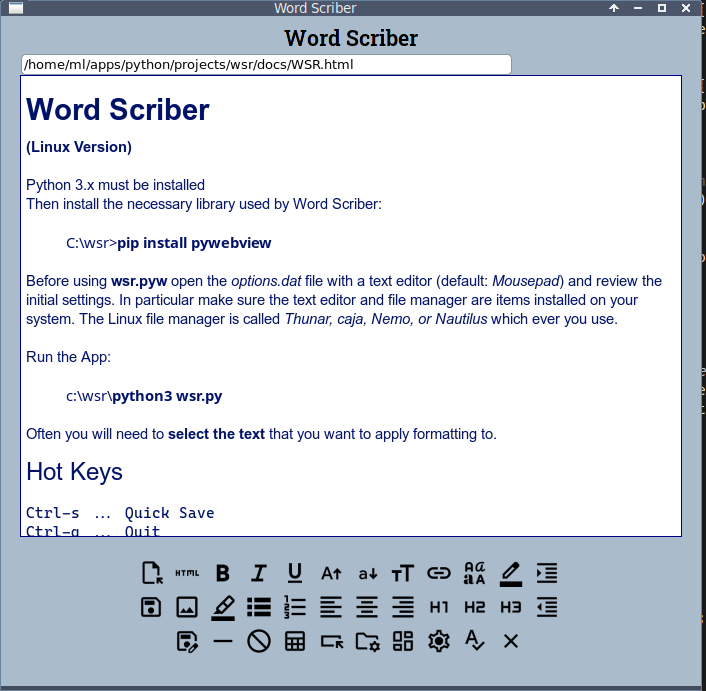 Word Scriber
Word Scriber
/home/ml/apps/python/projects/wsr/docs/WSR.html
Word Scriber
(Linux Version)
Python 3.x must be installed
Then install the necessary library used by Word Scriber:
C:\wsr>pip install pywebview
Before using wsr.pyw open the options.dat file with a text editor (default: Mousepad) and review the
initial settings. In particular make sure the text editor and file manager are items installed on your
system. The Linux file manager is called Thunar, caja, Nemo, or Nautilus which ever you use.
Run the App:
c:\wsr\python3 wsr.py
Often you will need to select the text that you want to apply formatting to.
Hot Keys
Ctrl-s ... Quick Save
Ctrl-q ... Quit
HTML B I U A a TT
H1 H2 H3